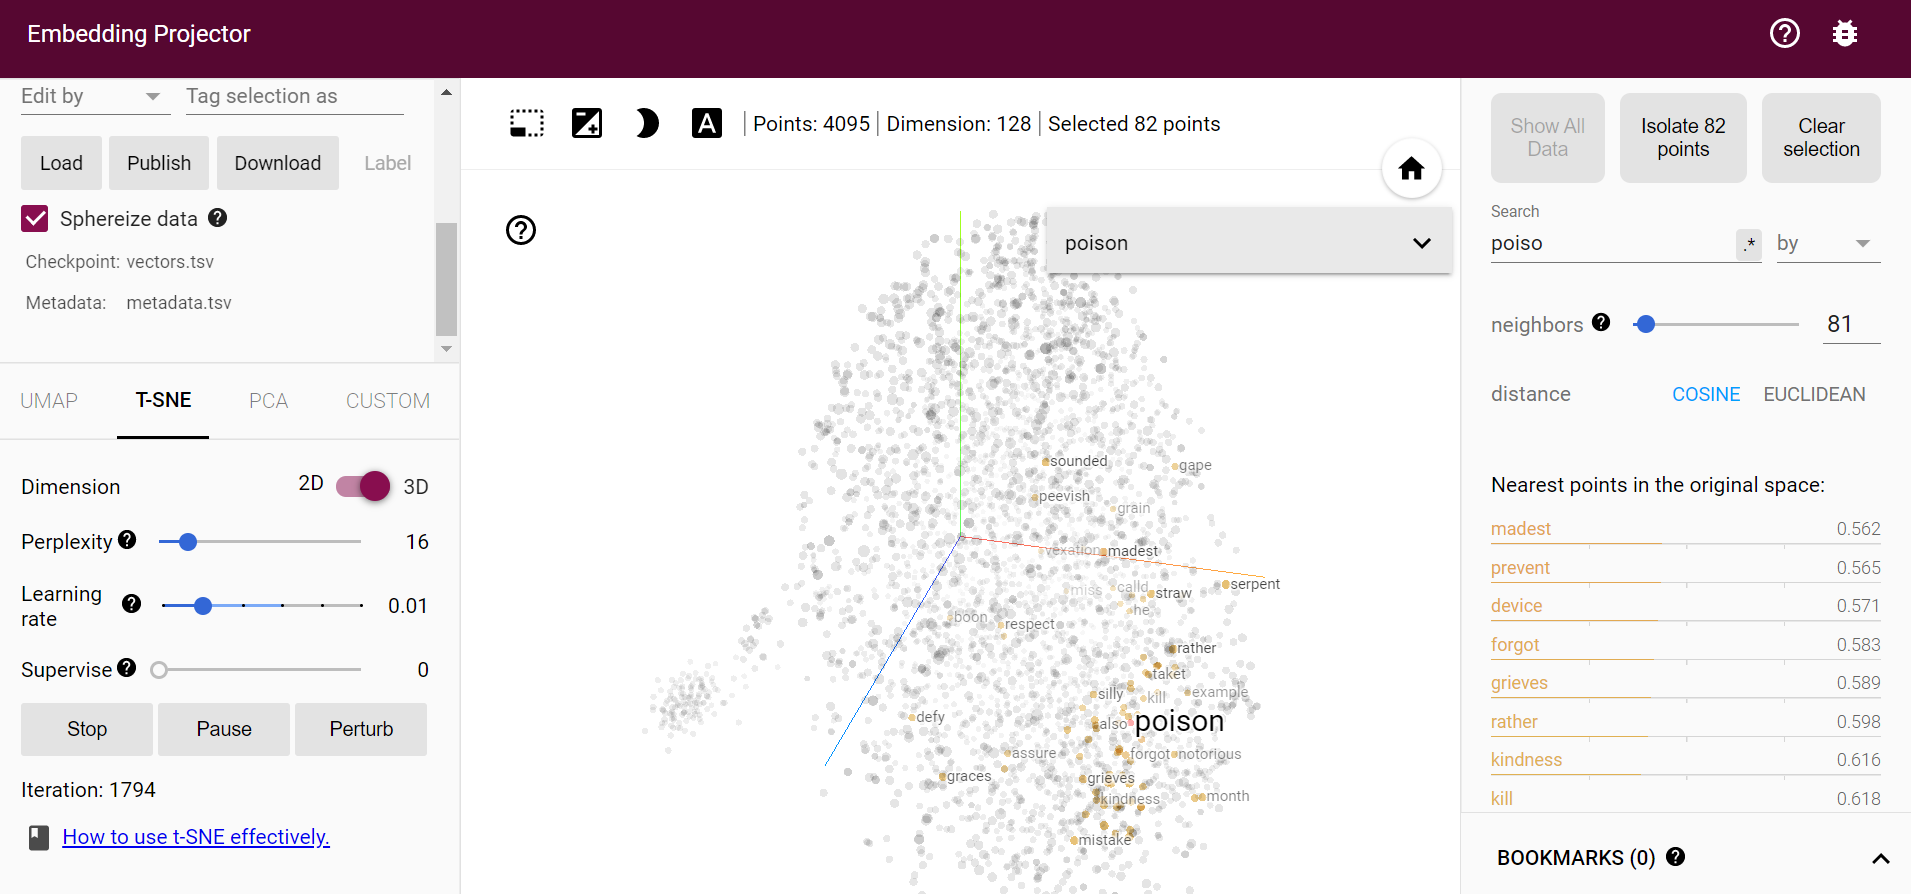 Embedding Projector
Edit by
Tag selection as
Load
Publish
Download
Label
Sphereize data
Checkpoint: vectors.tsv
Metadata: metadata.tsv
UMAP
T-SNE
PCA
CUSTOM
Dimension
2D
3D
Perplexity
16
Learning
rate
0.01
Supervise
0
Stop
Pause
Perturb
Iteration: 1794
How to use t-SNE effectively.
A
Points: 4095
Dimension: 128
Selected 82 points
poison
sounded
gape
peevish
grain
vexation
madest
serpent
miss
calld
straw
he
boon
respect
rather
taket
silly
kill
example
defy
also
poison
assure
forgot
notorious
graces
grieves
kindness
month
mistake
Show All
Data
Isolate 82
points
Clear
selection
Search
poiso
.*
by
neighbors
81
distance
COSINE
EUCLIDEAN
Nearest points in the original space:
madest 0.562
prevent 0.565
device 0.571
forgot 0.583
grieves 0.589
rather 0.598
kindness 0.616
kill 0.618
BOOKMARKS (0)